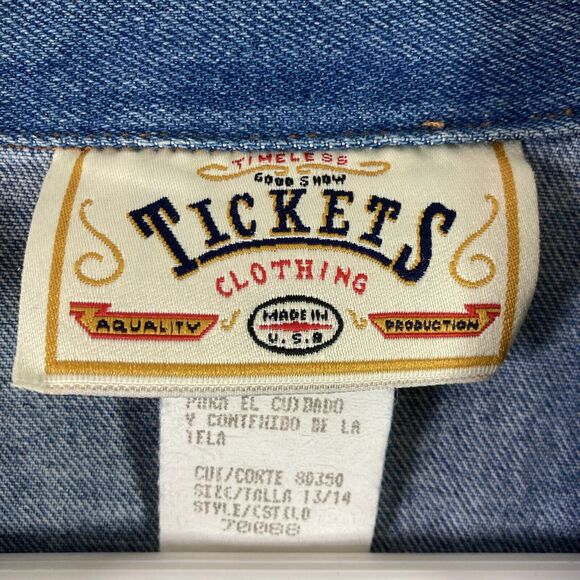 TIMELESS
GOOD SHOW
TICKETS
CLOTHING
AQUALITY
MADE IN
U.S.A
PRODUCTION
PARA EL CUIDADO
Y CONTENIDO DE LA
TELA
CUT/CORTE 80350
SIZE/TALLA 13/14
STYLE/ESTILO
70088